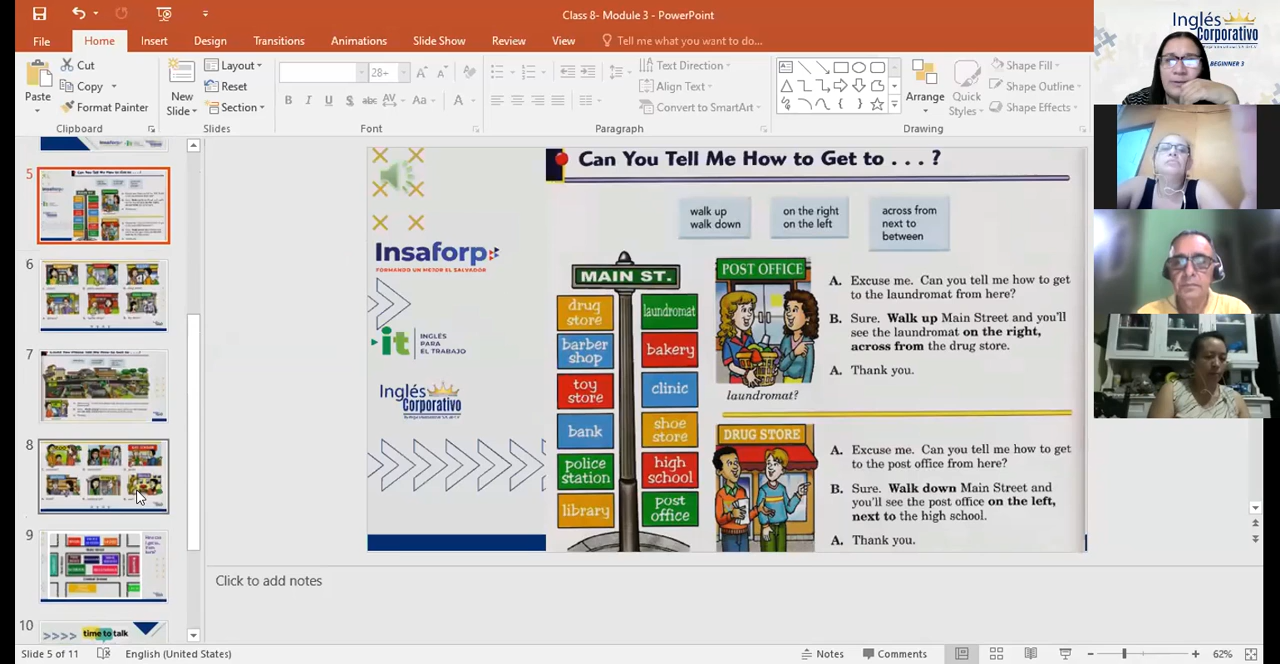 Class 8- Module 3 - PowerPoint
File
Home
Insert
Design
Transitions
Animations
Slide Show
Review
View
Tell me what you want to do...
Paste
Cut
Copy
Format Painter
Clipboard
New
Slide
Layout
Reset
Section
Slides
28+
Font
Text Direction
Align Text
Convert to SmartArt
Paragraph
Arrange
Quick
Styles
Shape Fill
Shape Outline
Shape Effects
Drawing
Inglés
Corporativo
BEGINNER 3
5
6
7
8
9
10
time to talk
Insaforp
FORMANDO UN MEJOR EL SALVADOR
it
INGLÉS
PARA
EL TRABAJO
Inglés
Corporativo
Can You Tell Me How to Get to . . . ?
walk up
walk down
on the right
on the left
across from
next to
between
MAIN ST.
drug
store
laundromat
barber
shop
bakery
toy
store
clinic
bank
shoe
store
police
station
high
school
library
post
office
POST OFFICE
laundromat?
A. Excuse me. Can you tell me how to get
to the laundromat from here?
B. Sure. Walk up Main Street and you'll
see the laundromat on the right,
across from the drug store.
A. Thank you.
DRUG STORE
A. Excuse me. Can you tell me how to get
to the post office from here?
B. Sure. Walk down Main Street and
you'll see the post office on the left,
next to the high school.
A. Thank you.
Click to add notes
Slide 5 of 11
English (United States)
Notes
Comments
62%